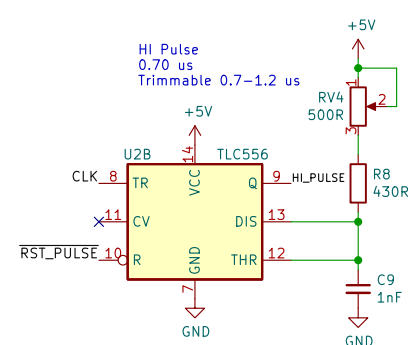 HI Pulse
0.70 us
Trimmable 0.7-1.2 us
+5V
1
RV4
500R
2
3
+5V
U2B
14
TLC556
CLK
8
TR
VCC
Q
9
HI_PULSE
R8
430R
11
CV
DIS
13
RST_PULSE
10
R
GND
THR
12
7
GND
C9
1nF
GND